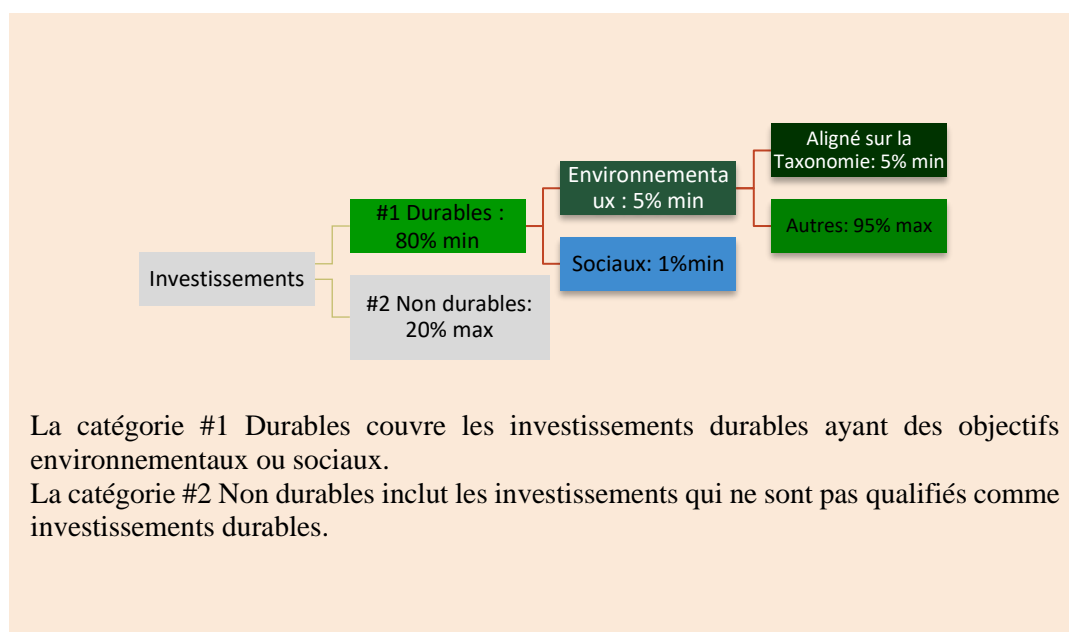 Investissements
#1 Durables :
80% min
#2 Non durables:
20% max
Environnementa
ux : 5% min
Sociaux: 1%min
Aligné sur la
Taxonomie: 5% min
Autres: 95% max
La catégorie #1 Durables couvre les investissements durables ayant des objectifs
environnementaux ou sociaux.
La catégorie #2 Non durables inclut les investissements qui ne sont pas qualifiés comme
investissements durables.